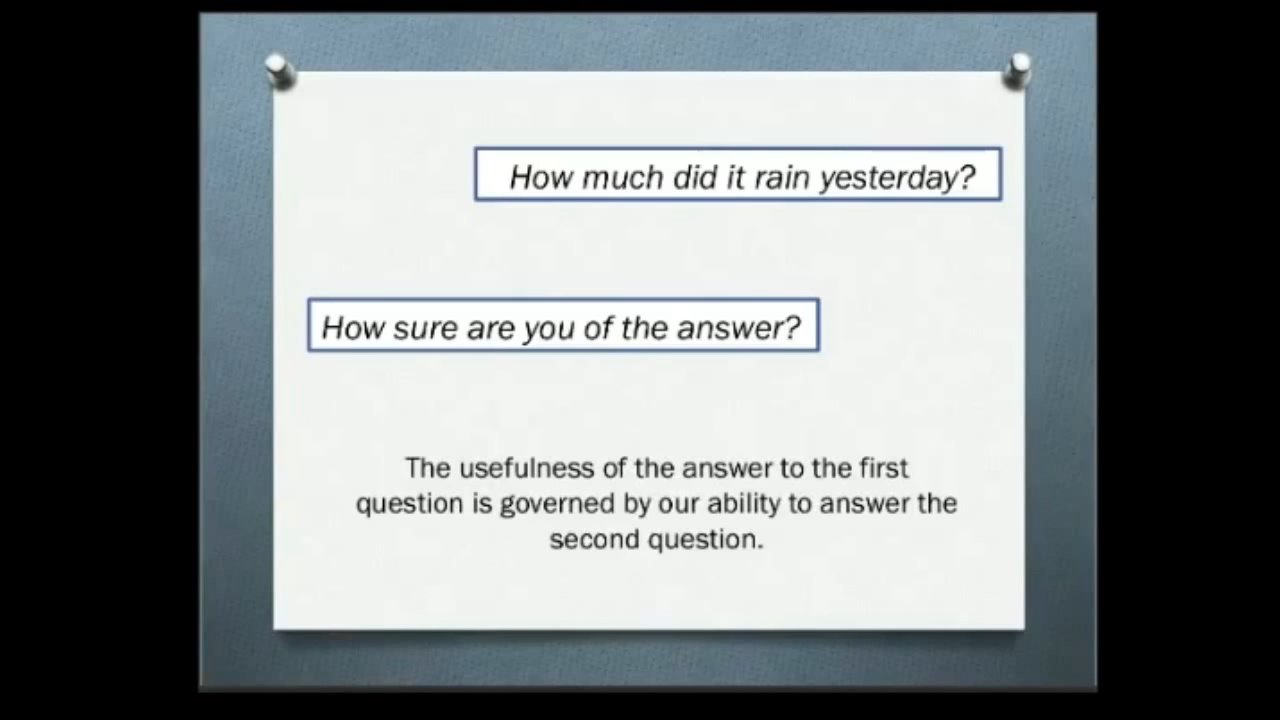 How much did it rain yesterday?
How sure are you of the answer?
The usefulness of the answer to the first
question is governed by our ability to answer the
second question.